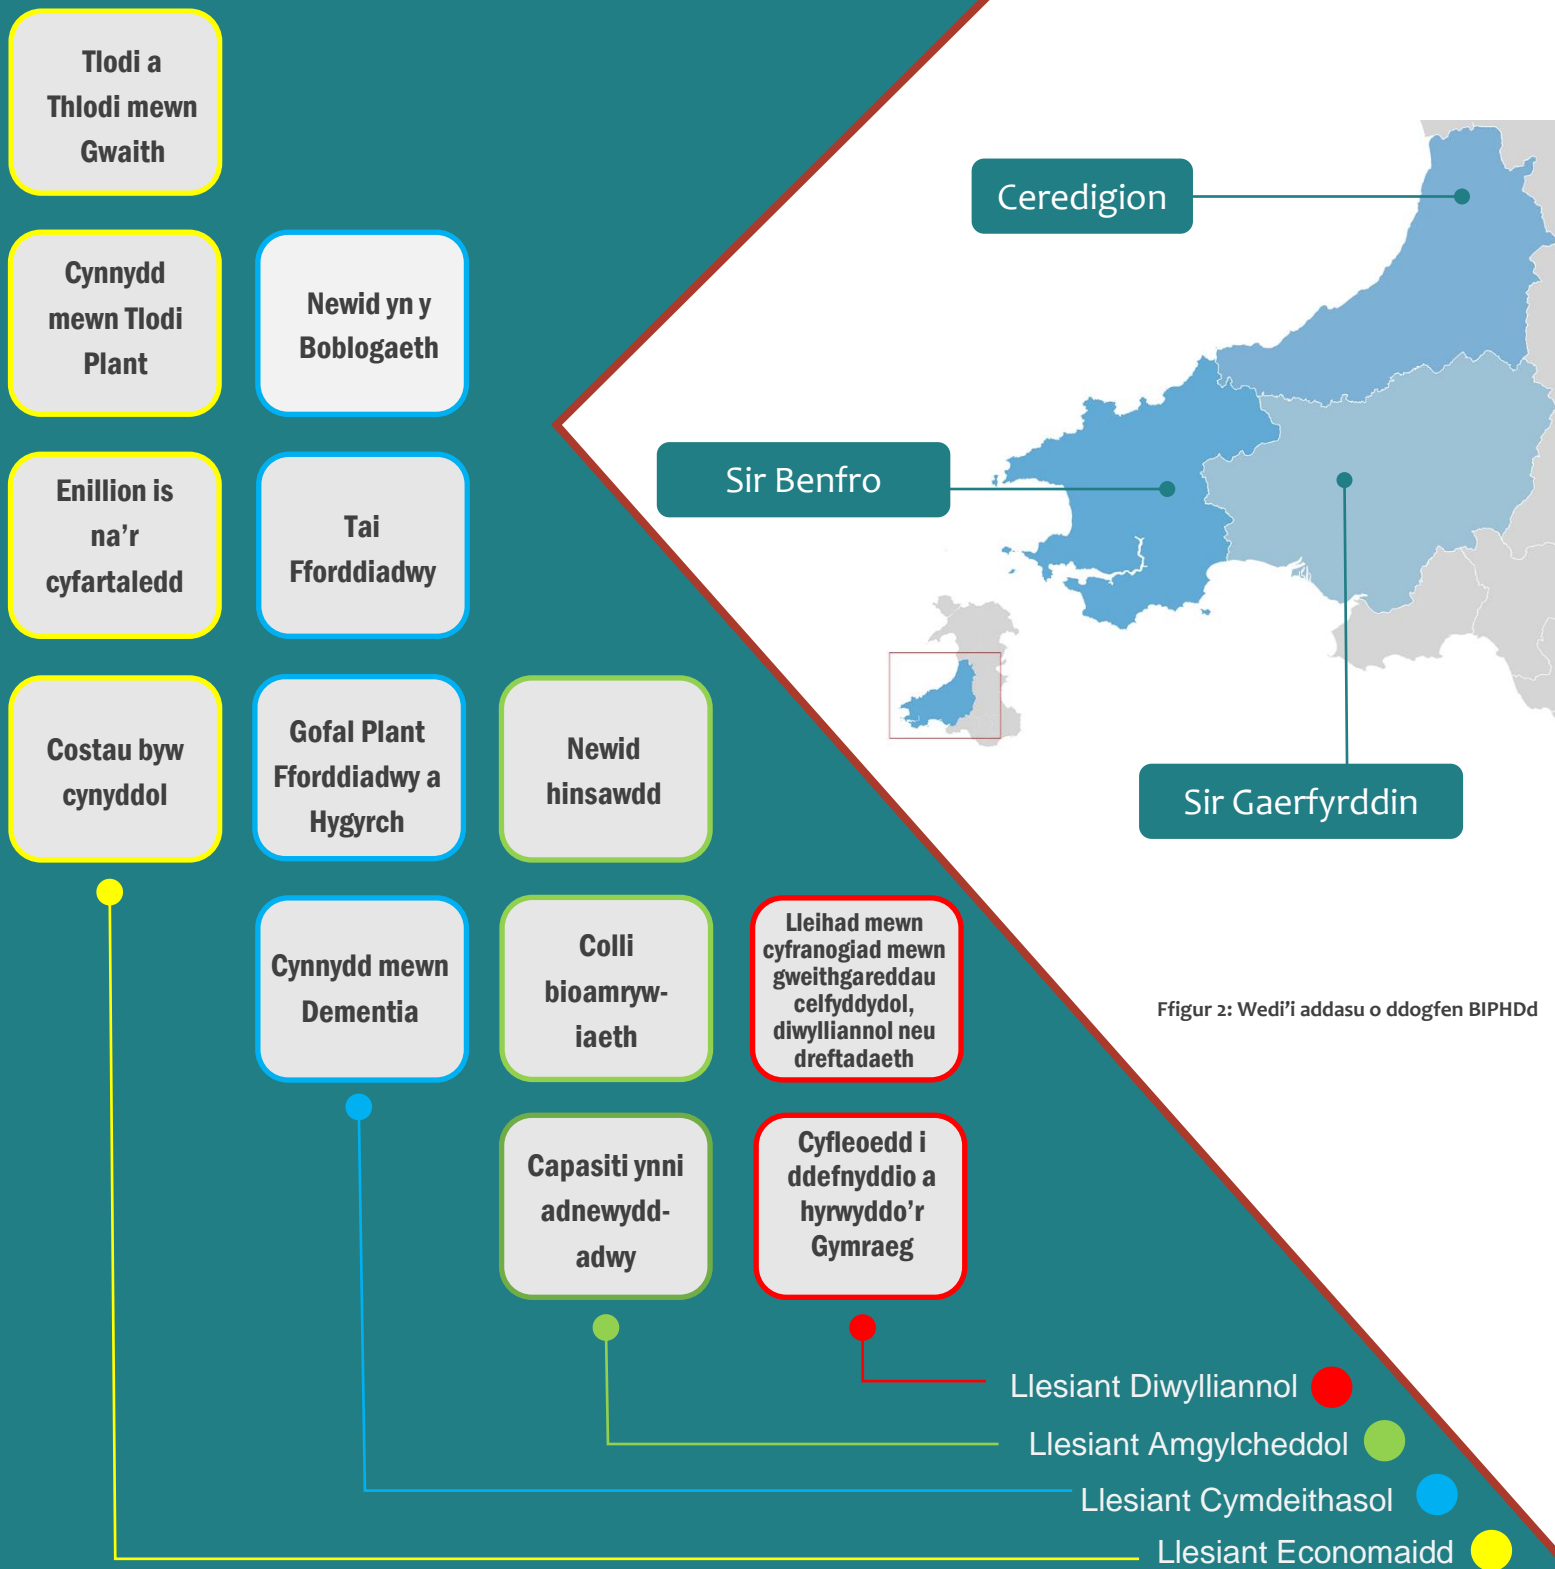 Tlodi a
Thlodi mewn
Gwaith
Cynnydd
mewn Tlodi
Plant
Newid yn y
Boblogaeth
Enillion is
na'r
cyfartaledd
Tai
Fforddiadwy
Costau byw
cynyddol
Gofal Plant
Fforddiadwy a
Hygyrch
Newid
hinsawdd
Cynnydd mewn
Dementia
Colli
bioamryw-
iaeth
Lleihad mewn
cyfranogiad mewn
gweithgareddau
celfyddydol,
diwylliannol neu
dreftadaeth
Capasiti ynni
adnewydd-
adwy
Cyfleoedd i
ddefnyddio a
hyrwyddo'r
Gymraeg
Ceredigion
Sir Benfro
Sir Gaerfyrddin
Ffigur 2: Wedi'i addasu o ddogfen BIPHDd
Llesiant Diwylliannol
Llesiant Amgylcheddol
Llesiant Cymdeithasol
Llesiant Economaidd